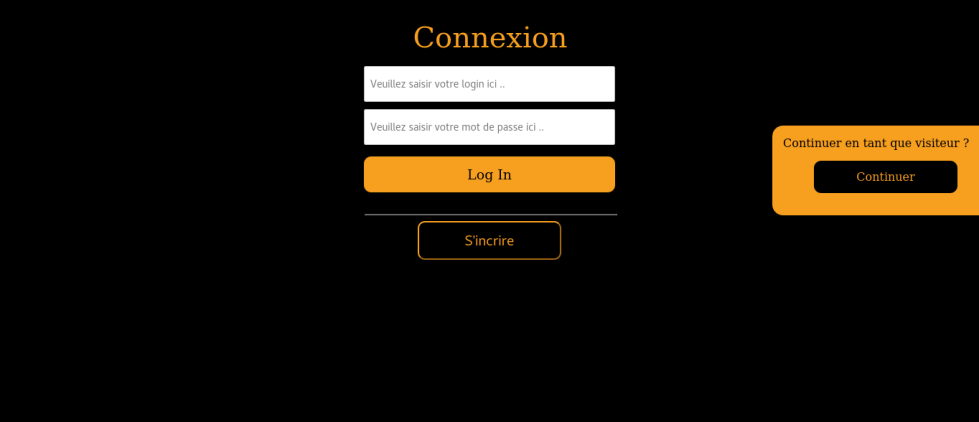 Connexion
Veuillez saisir votre login ici ..
Veuillez saisir votre mot de passe ici ..
Log In
S'incrire
Continuer en tant que visiteur ?
Continuer